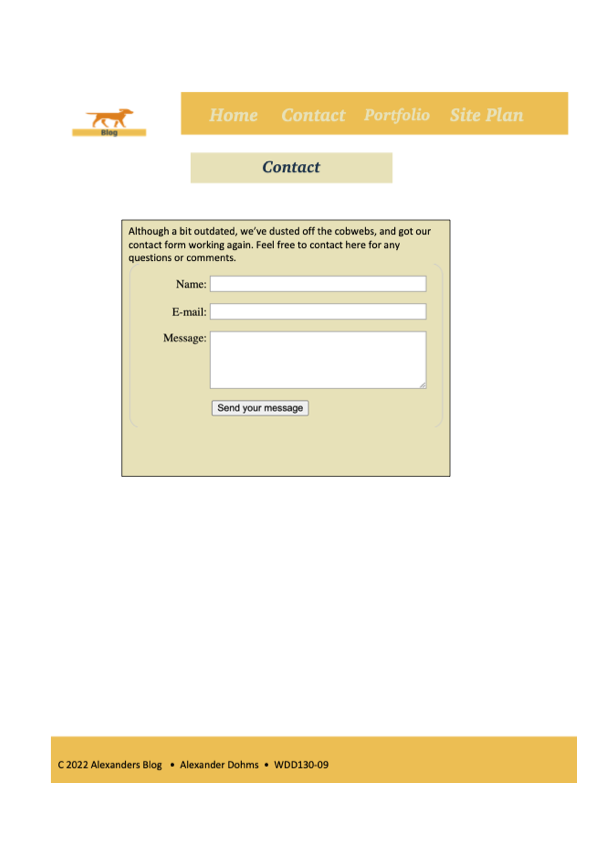 Blog
Home Contact Portfolio Site Plan
Contact
Although a bit outdated, we've dusted off the cobwebs, and got our
contact form working again. Feel free to contact here for any
questions or comments.
Name:
E-mail:
Message:
Send your message
C 2022 Alexanders Blog • Alexander Dohms • WDD130-09